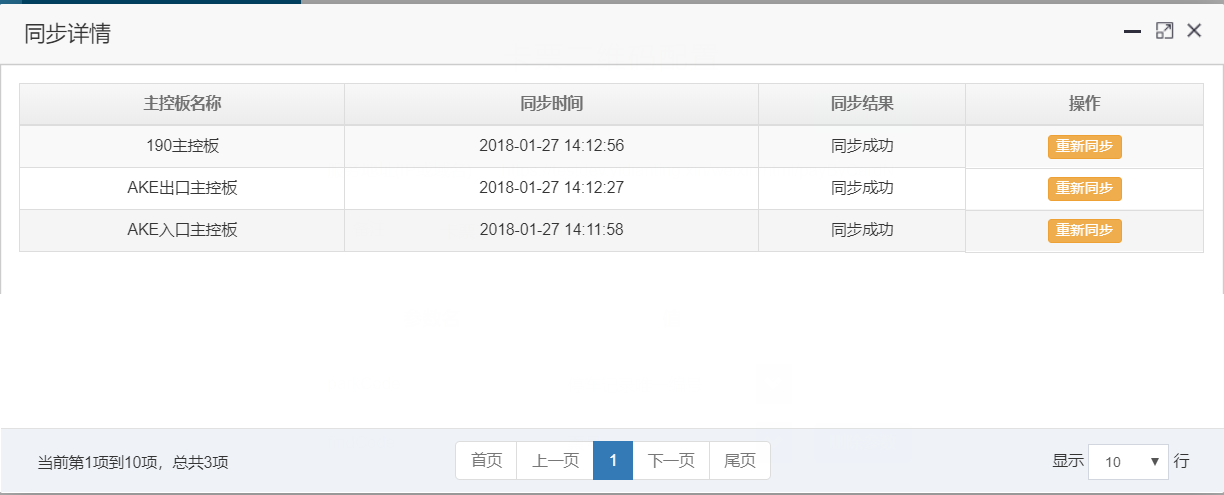 同步详情
主控板名称 同步时间 同步结果 操作
190主控板 2018-01-27 14:12:56 同步成功 重新同步
AKE出口主控板 2018-01-27 14:12:27 同步成功 重新同步
AKE入口主控板 2018-01-27 14:11:58 同步成功 重新同步
当前第1项到10项，总共3项 首页 上一页 1 下一页 尾页 显示 10 行